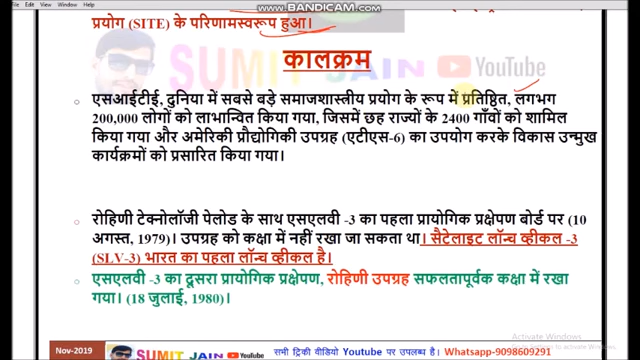 WWW.BANDICAM.COM
File Edit View Window Help
प्रयोग (SITE) के परिणामस्वरूप हुआ।
SUMIT JAIN YouTube
कालक्रम
एसआईटीई, दुनिया में सबसे बड़े समाजशास्त्रीय प्रयोग के रूप में प्रतिष्ठित, लगभग
200,000 लोगों को लाभान्वित किया गया, जिसमें छह राज्यों के 2400 गाँवों को शामिल
किया गया और अमेरिकी प्रौद्योगिकी उपग्रह (एटीएस-6) का उपयोग करके विकास उन्मुख
कार्यक्रमों को प्रसारित किया गया।
रोहिणी टेक्नोलॉजी पेलोड के साथ एसएलवी -3 का पहला प्रायोगिक प्रक्षेपण बोर्ड पर (10
अगस्त, 1979)। उपग्रह को कक्षा में नहीं रखा जा सकता था। सैटेलाइट लॉन्च व्हीकल -3
(SLV-3) भारत का पहला लॉन्च व्हीकल है।
एसएलवी -3 का दूसरा प्रायोगिक प्रक्षेपण, रोहिणी उपग्रह सफलतापूर्वक कक्षा में रखा
गया। (18 जुलाई, 1980)।
Activate Windows
Nov-2019 SUMIT JAIN सभी ट्रिकी वीडियो Youtube पर उपलब्ध है। Whatsapp-9098609291